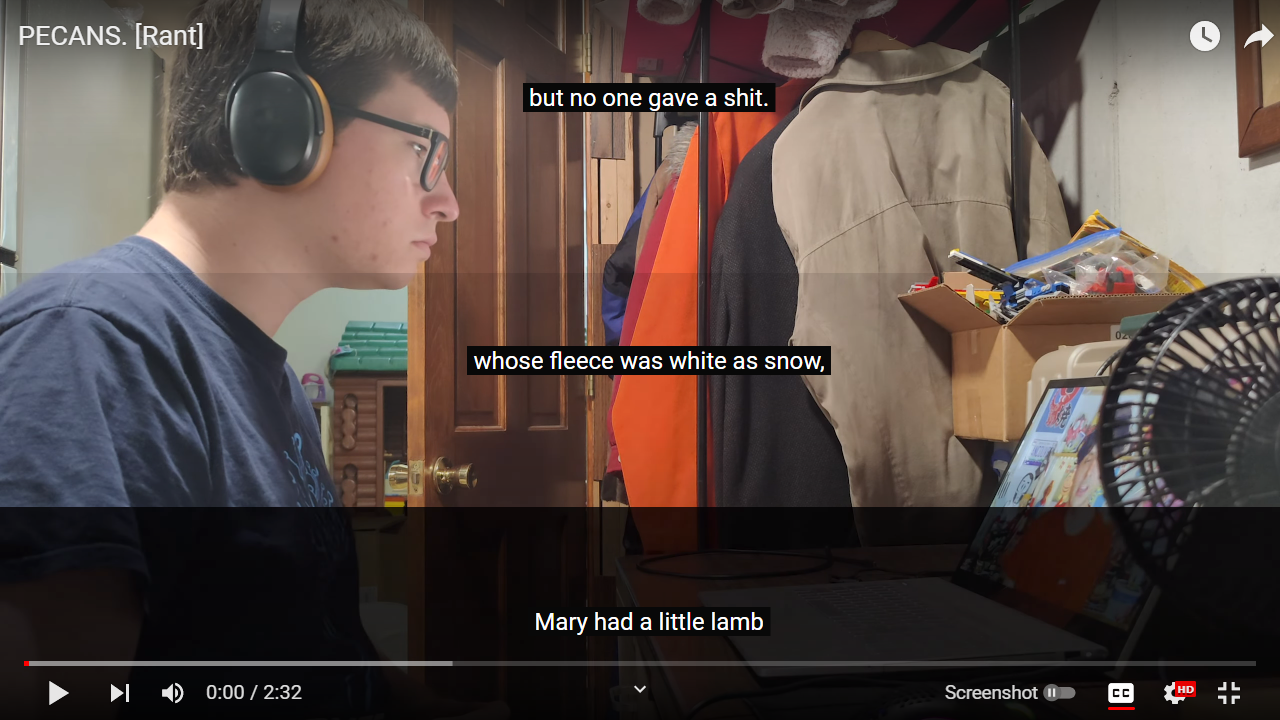 PECANS. [Rant]
but no one gave a shit.
whose fleece was white as snow,
Mary had a little lamb
0:00 / 2:32
Screenshot
CC
HD